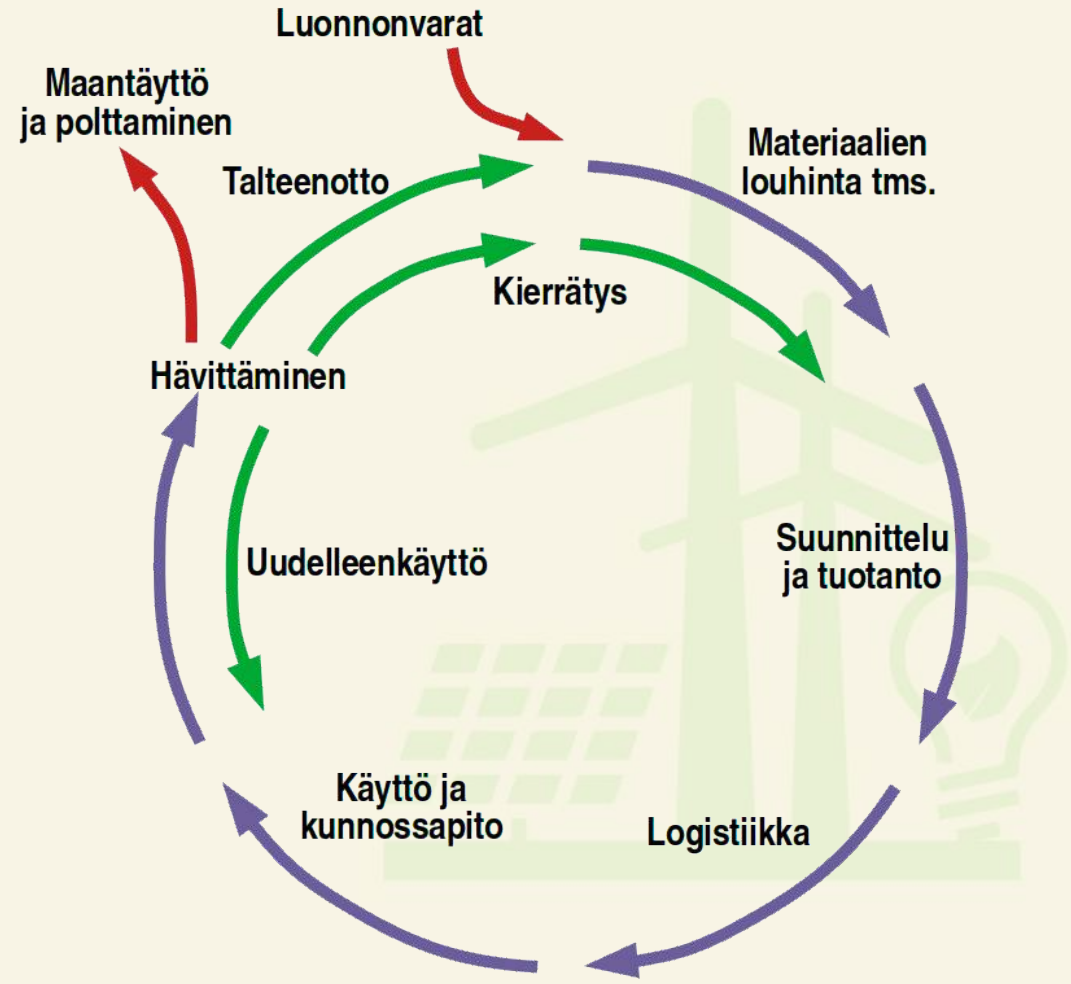 Luonnonvarat
Maantäyttö
ja polttaminen
Talteenotto
Materiaalien
louhinta tms.
Kierrätys
Hävittäminen
Uudelleenkäyttö
Suunnittelu
ja tuotanto
Käyttö ja
kunnossapito
Logistiikka